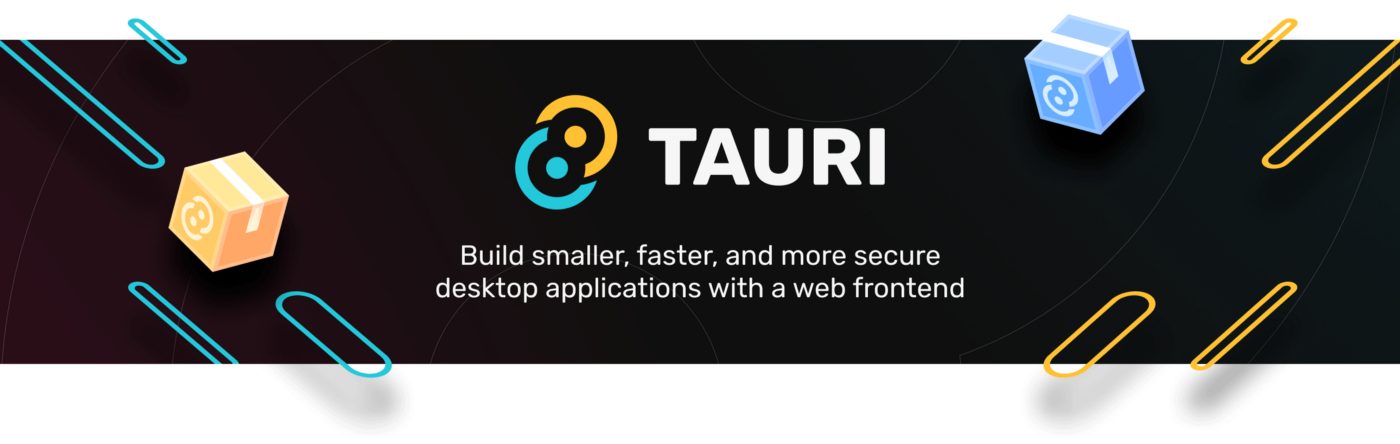 TAURI
Build smaller, faster, and more secure
desktop applications with a web frontend